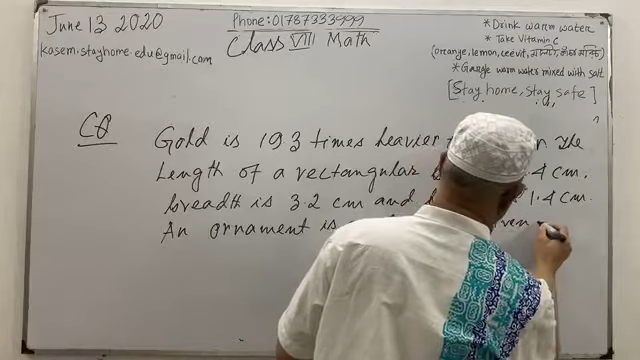 June 13 2020
kasem.stayhome.edu@gmail.com
Phone: 01787333999
Class VIII Math
* Drink warm water
* Take Vitamin C
(orcange, lemon, ceevit,
* Gargle warm water mixed with salt
[Stay home, stay safe]
CQ
Gold is 19.3 times heavier
Length of a rectangular .4 cm.
breadth is 3.2 cm and 1.4 cm.
An ornament is